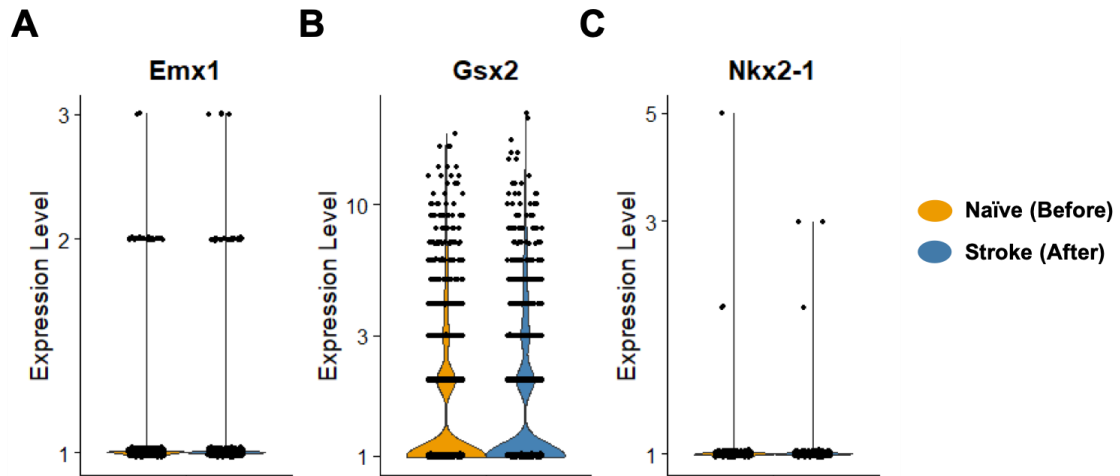 A
B
C
Emx1
Gsx2
Nkx2-1
Expression Level
3
2
1
Expression Level
10
3
1
Expression Level
5
3
1
Naïve (Before)
Stroke (After)